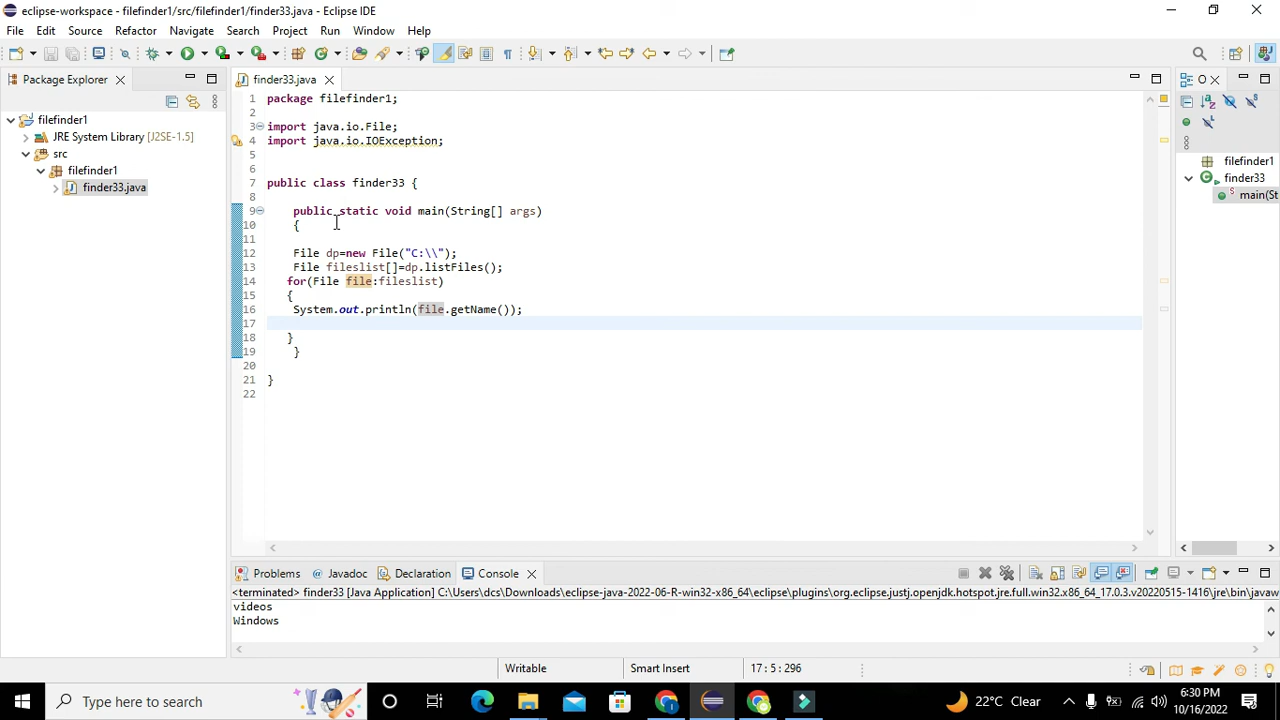 eclipse-workspace - filefinder1/src/filefinder1/finder33.java - Eclipse IDE
File Edit Source Refactor Navigate Search Project Run Window Help
Package Explorer
finder33.java
O
filefinder1
JRE System Library [J2SE-1.5]
src
filefinder1
finder33.java
1 package filefinder1;
2
3 import java.io.File;
4 import java.io.IOException;
5
6
7 public class finder33 {
8
9 public static void main(String[] args)
10 {
11
12 File dp=new File("C:\\");
13 File fileslist[]=dp.listFiles();
14 for(File file:fileslist)
15 {
16 System.out.println(file.getName());
17
18 }
19 }
20
21 }
22
filefinder1
finder33
main(St
Problems Javadoc Declaration Console
<terminated> finder33 [Java Application] C:\Users\dcs\Downloads\eclipse-java-2022-06-R-win32-x86_64\eclipse\plugins\org.eclipse.justj.openjdk.hotspot.jre.full.win32.x86_64_17.0.3.v20220515-1416\jre\bin\javaw
videos
Windows
Writable Smart Insert 17 : 5 : 296
Type here to search
22°C Clear
6:30 PM
10/16/2022